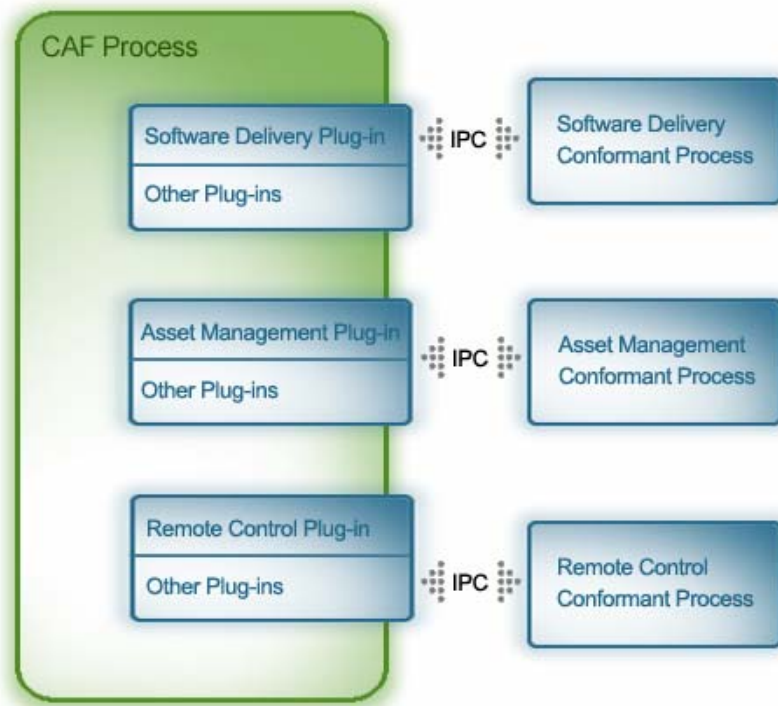 CAF Process
Software Delivery Plug-in
Other Plug-ins
IPC
Software Delivery
Conformant Process
Asset Management Plug-in
Other Plug-ins
IPC
Asset Management
Conformant Process
Remote Control Plug-in
Other Plug-ins
IPC
Remote Control
Conformant Process